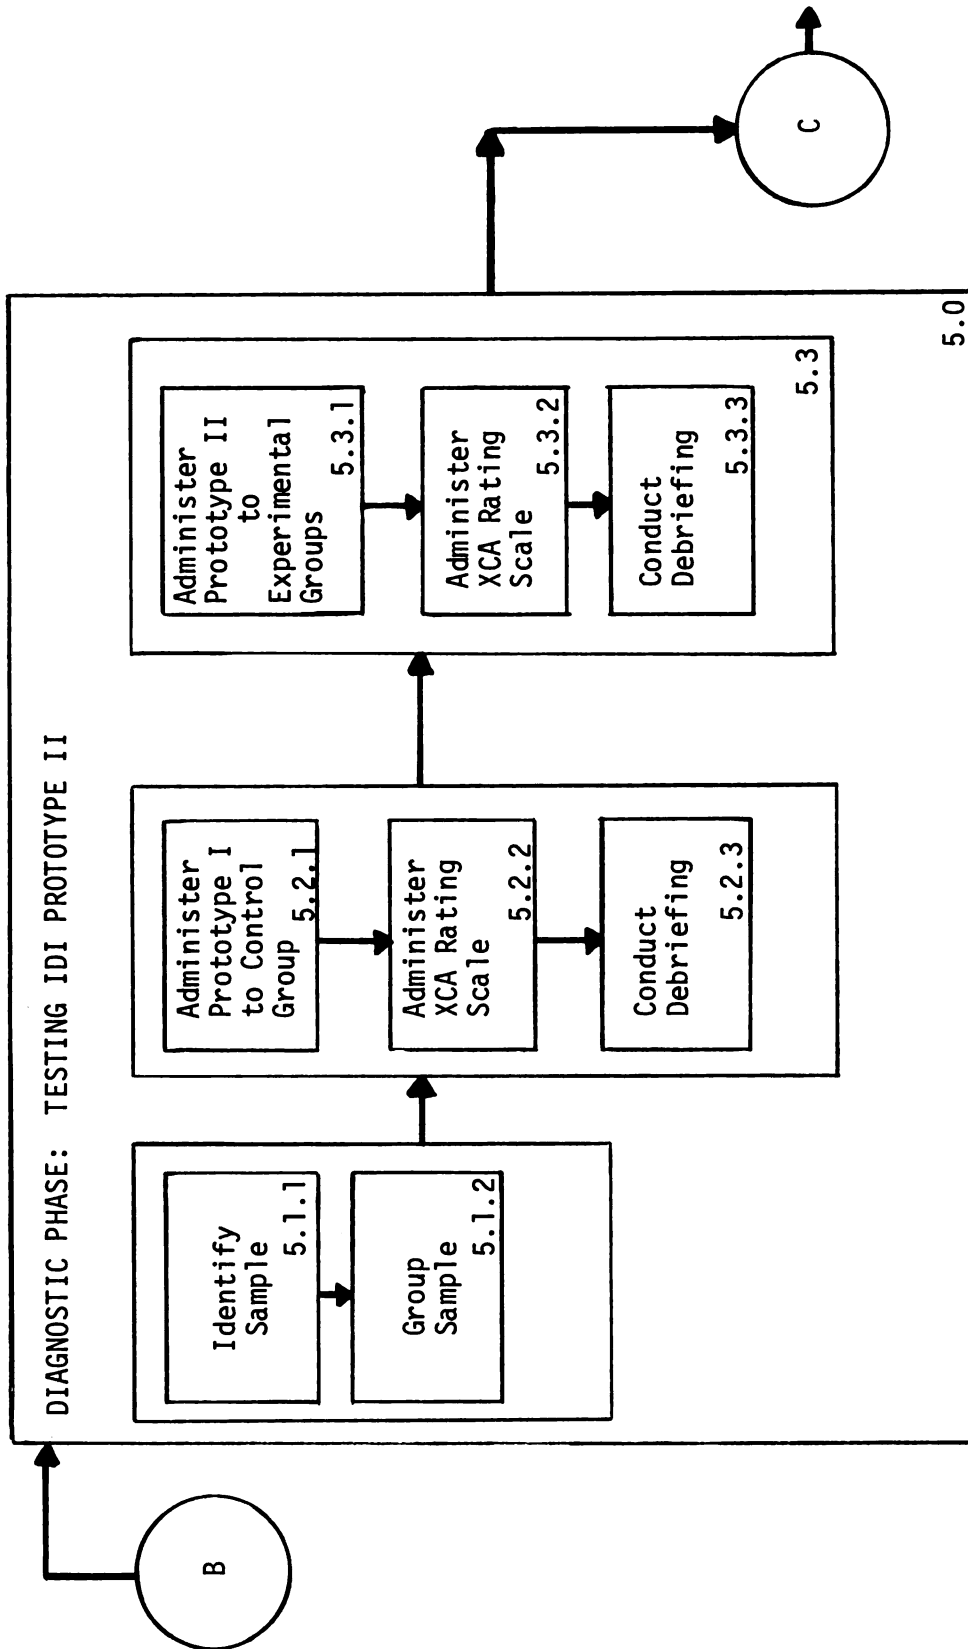 B
DIAGNOSTIC PHASE: TESTING IDI PROTOTYPE II
Identify
Sample
5.1.1
Group
Sample
5.1.2
Administer
Prototype I
to Control
Group 5.2.1
Administer
XCA Rating
Scale
5.2.2
Conduct
Debriefing
5.2.3
Administer
Prototype II
to
Experimental
Groups
5.3.1
Administer
XCA Rating
Scale
5.3.2
Conduct
Debriefing
5.3.3
5.3
5.0
C